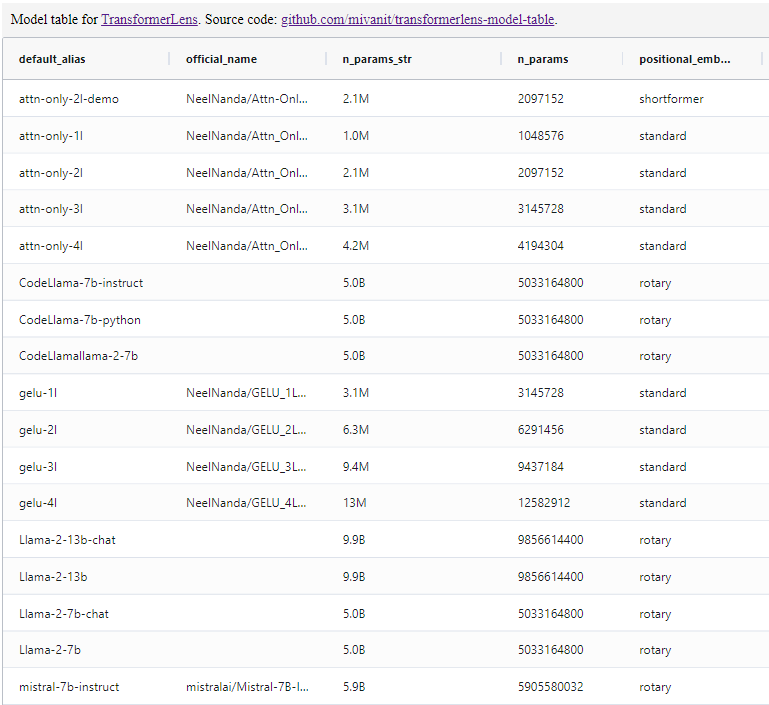 Model table for TransformerLens. Source code: github.com/mivanit/transformerlens-model-table.
default_alias official_name n_params_str n_params positional_emb...
attn-only-2l-demo NeelNanda/Attn-Onl... 2.1M 2097152 shortformer
attn-only-1l NeelNanda/Attn_Onl... 1.0M 1048576 standard
attn-only-2l NeelNanda/Attn_Onl... 2.1M 2097152 standard
attn-only-3l NeelNanda/Attn_Onl... 3.1M 3145728 standard
attn-only-4l NeelNanda/Attn_Onl... 4.2M 4194304 standard
CodeLlama-7b-instruct 5.0B 5033164800 rotary
CodeLlama-7b-python 5.0B 5033164800 rotary
CodeLlamallama-2-7b 5.0B 5033164800 rotary
gelu-1l NeelNanda/GELU_1L... 3.1M 3145728 standard
gelu-2l NeelNanda/GELU_2L... 6.3M 6291456 standard
gelu-3l NeelNanda/GELU_3L... 9.4M 9437184 standard
gelu-4l NeelNanda/GELU_4L... 13M 12582912 standard
Llama-2-13b-chat 9.9B 9856614400 rotary
Llama-2-13b 9.9B 9856614400 rotary
Llama-2-7b-chat 5.0B 5033164800 rotary
Llama-2-7b 5.0B 5033164800 rotary
mistral-7b-instruct mistralai/Mistral-7B-I... 5.9B 5905580032 rotary